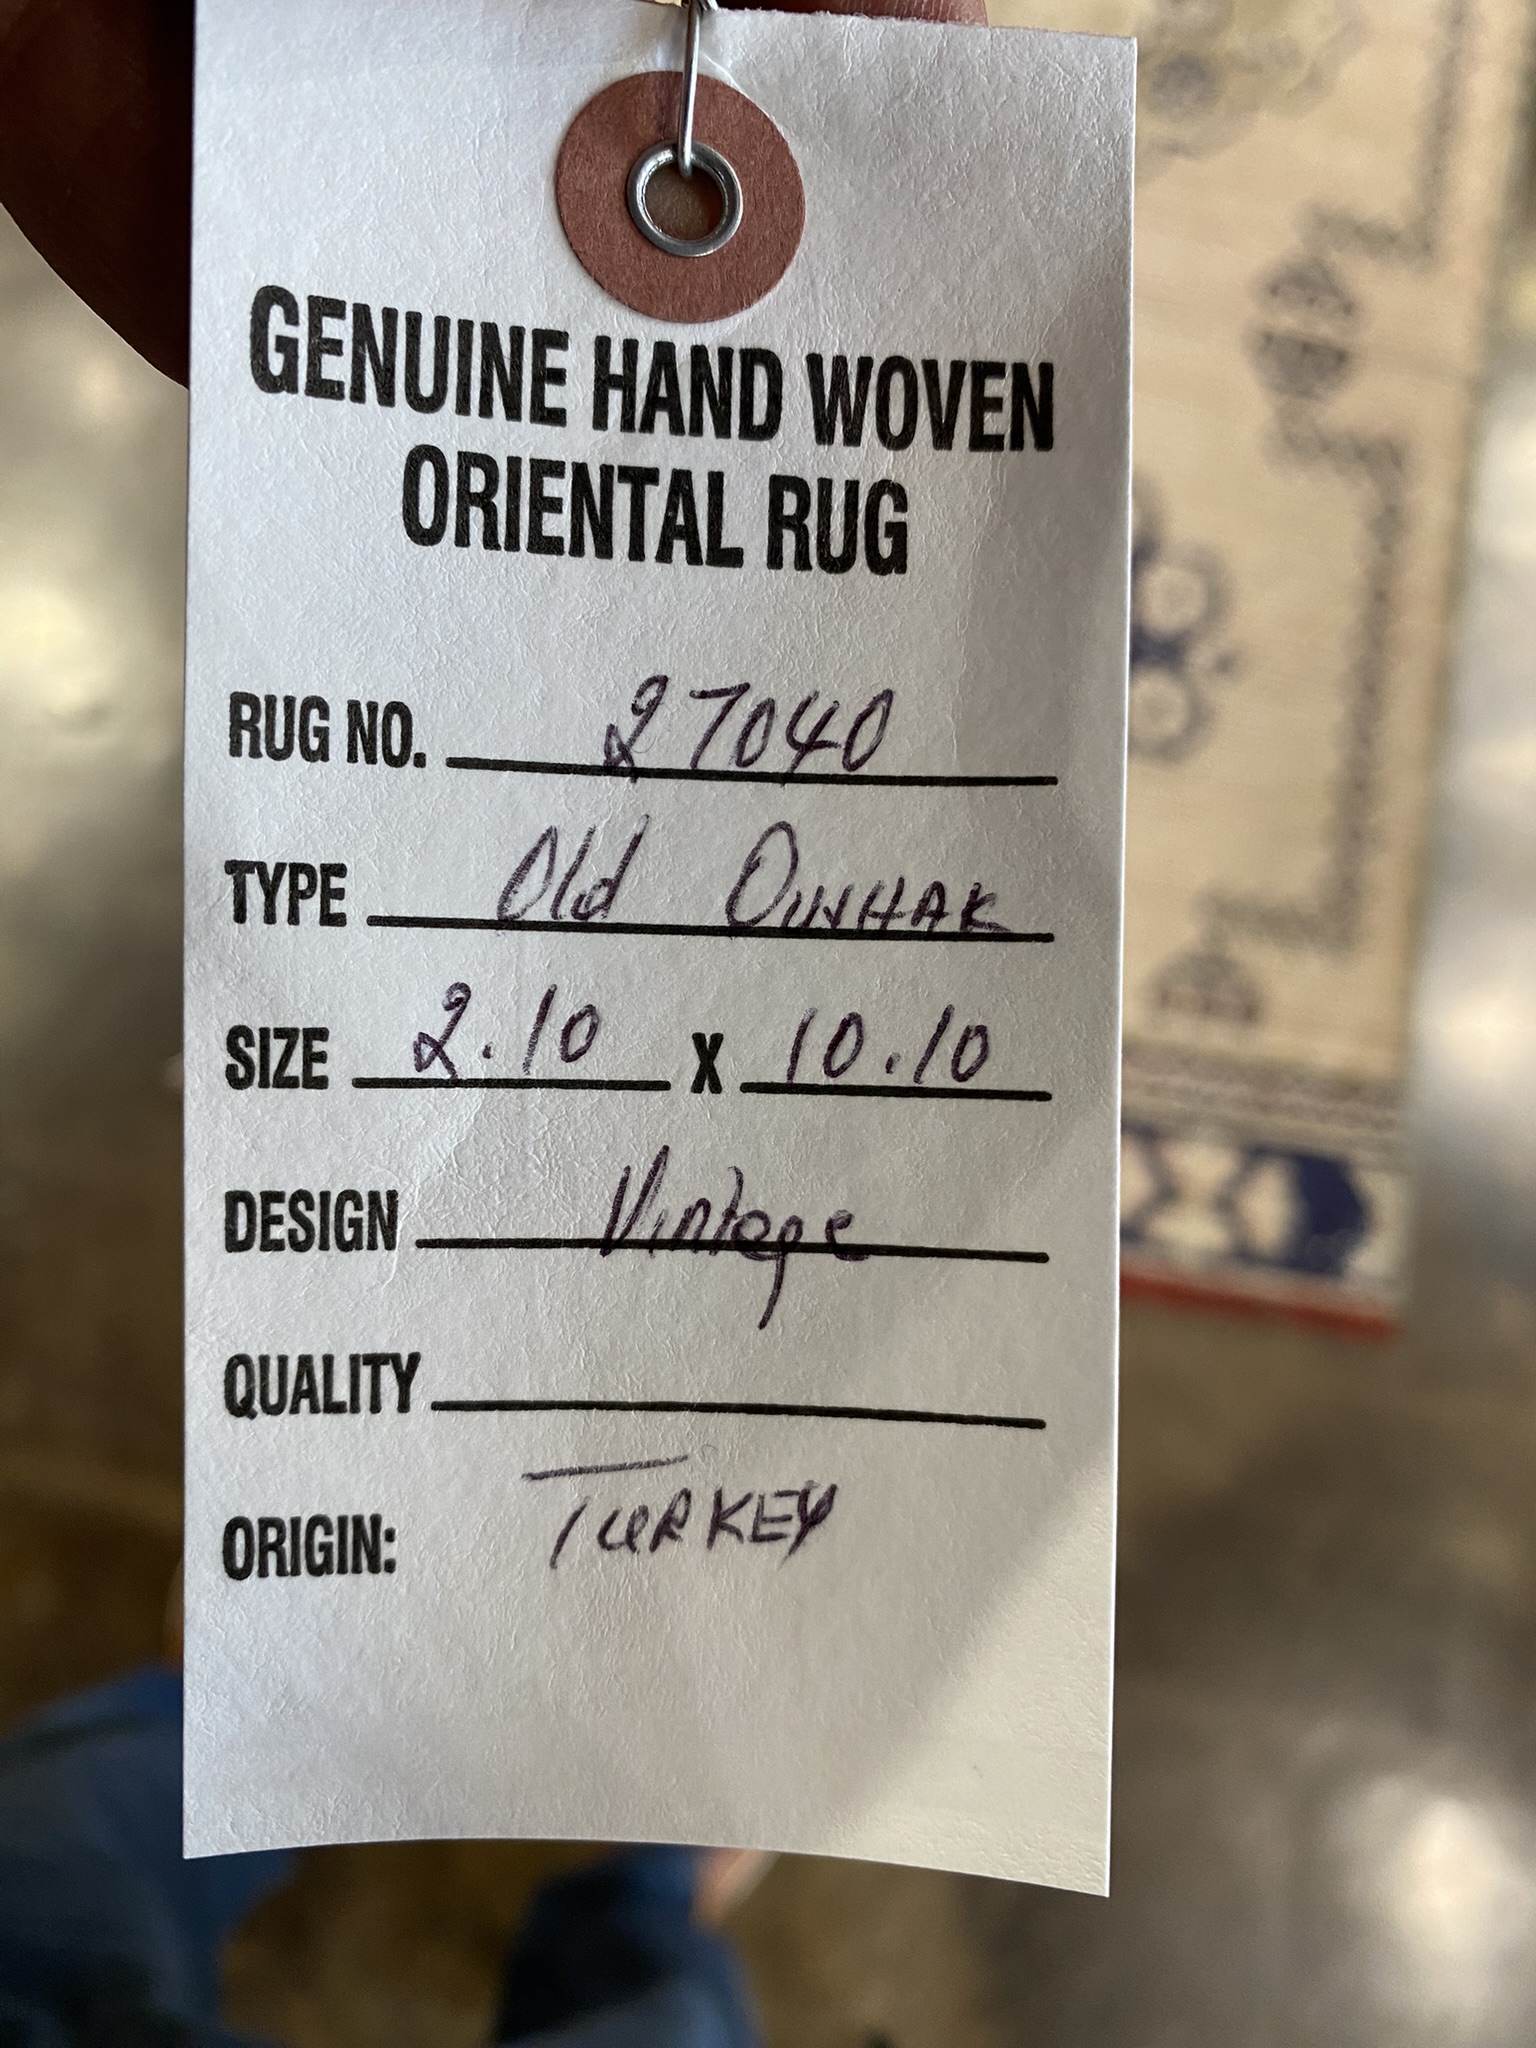 GENUINE HAND WOVEN
ORIENTAL RUG
RUG NO. 27040
TYPE Old
SIZE 2.10 X 10.10
DESIGN Vintage
QUALITY
ORIGIN: TURKEY